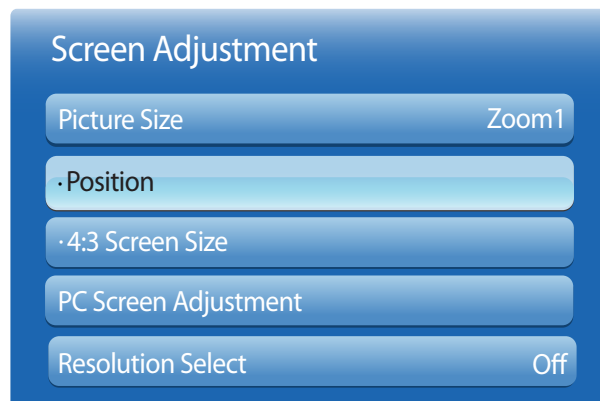 Screen Adjustment
Picture Size Zoom1
· Position
· 4:3 Screen Size
PC Screen Adjustment
Resolution Select Off